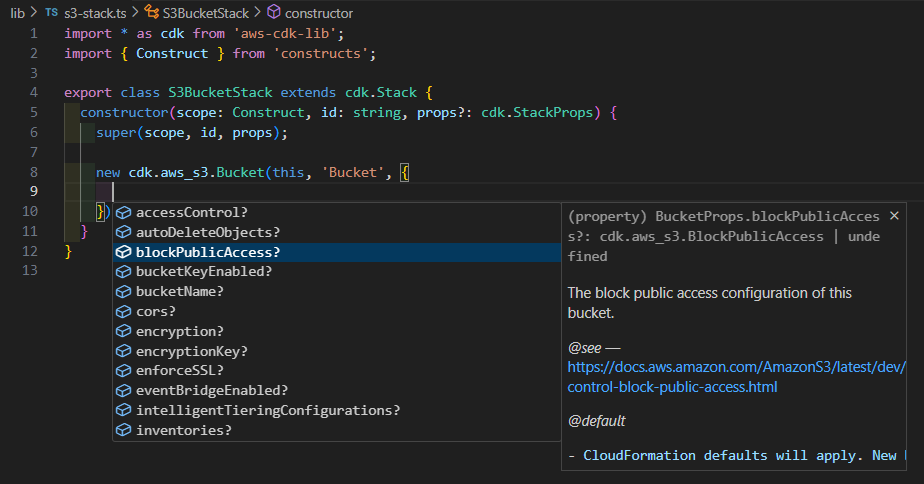 lib > TS s3-stack.ts > S3BucketStack > constructor
1 import * as cdk from 'aws-cdk-lib';
2 import { Construct } from 'constructs';
3
4 export class S3BucketStack extends cdk.Stack {
5 constructor(scope: Construct, id: string, props?: cdk.StackProps) {
6 super(scope, id, props);
7
8 new cdk.aws_s3.Bucket(this, 'Bucket', {
9
10 })
11 }
12 }
13
accessControl?
autoDeleteObjects?
blockPublicAccess?
bucketKeyEnabled?
bucketName?
cors?
encryption?
encryptionKey?
enforceSSL?
eventBridgeEnabled?
intelligentTieringConfigurations?
inventories?
(property) BucketProps.blockPublicAcces
s?: cdk.aws_s3.BlockPublicAccess | unde
fined
The block public access configuration of this
bucket.
@see —
https://docs.aws.amazon.com/AmazonS3/latest/dev/
control-block-public-access.html
@default
- CloudFormation defaults will apply. New